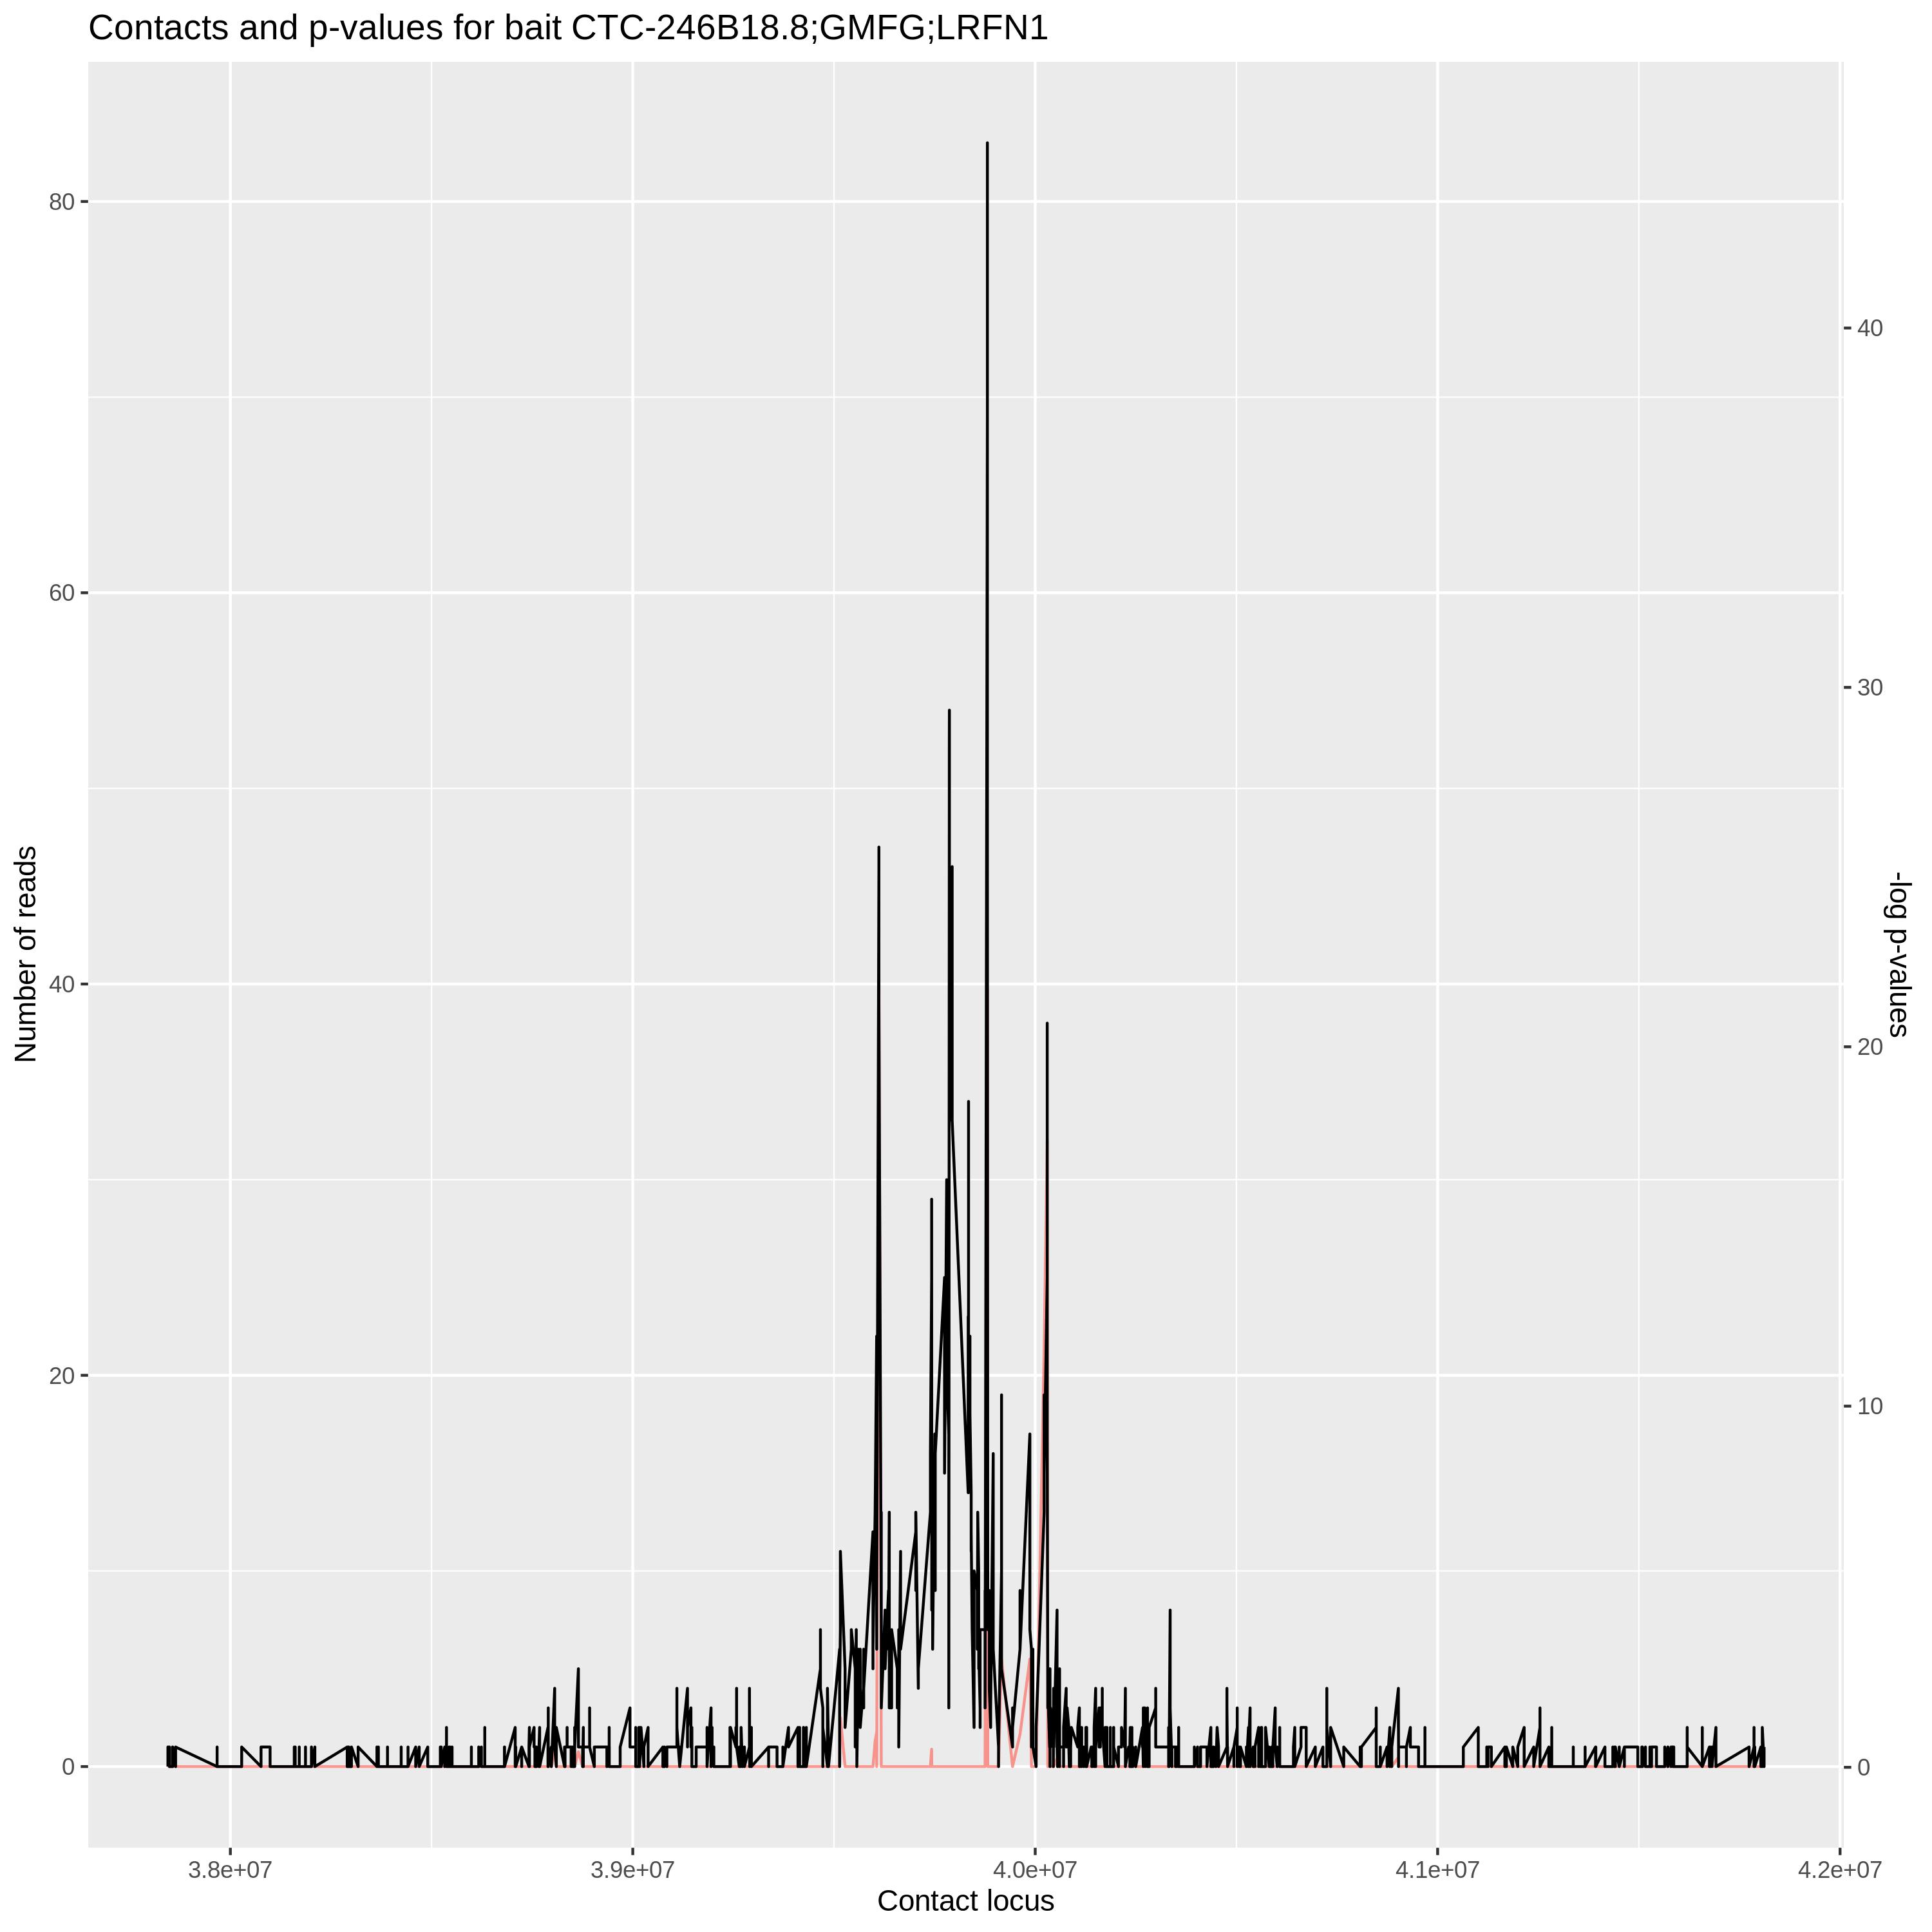 Contacts and p-values for bait CTC-246B18.8;GMFG;LRFN1
80
60
40
20
0
Number of reads
40
30
20
10
0
-log p-values
3.8e+07
3.9e+07
4.0e+07
4.1e+07
4.2e+07
Contact locus